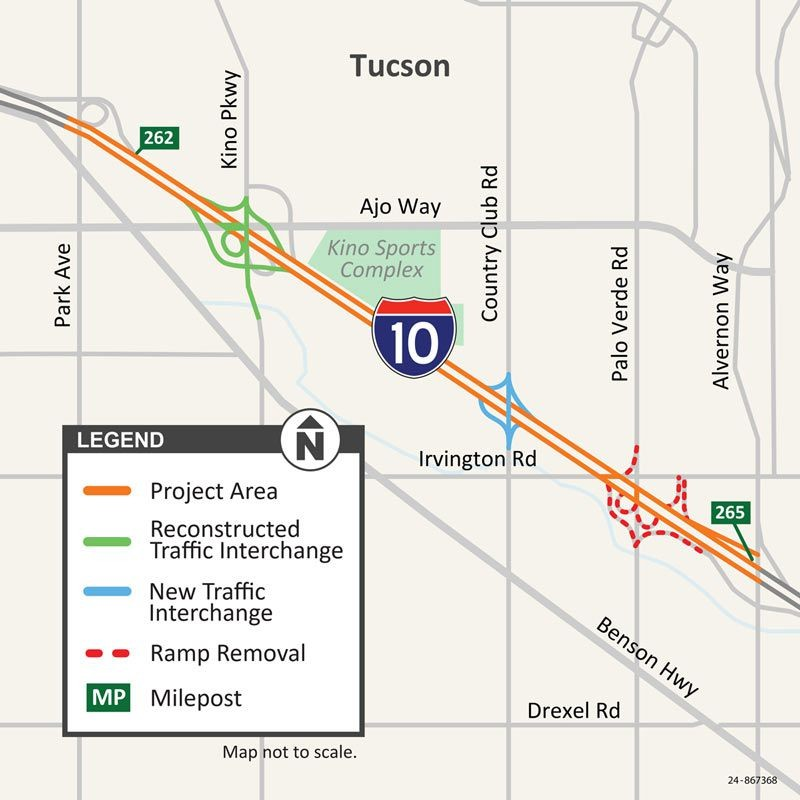 Tucson
Kino Pkwy
262
Ajo Way
Country Club Rd
Kino Sports
Complex
Park Ave
Palo Verde Rd
Alvernon Way
10
Irvington Rd
265
LEGEND
N
Project Area
Reconstructed
Traffic Interchange
New Traffic
Interchange
Ramp Removal
MP Milepost
Benson Hwy
Drexel Rd
Map not to scale.
24-867368